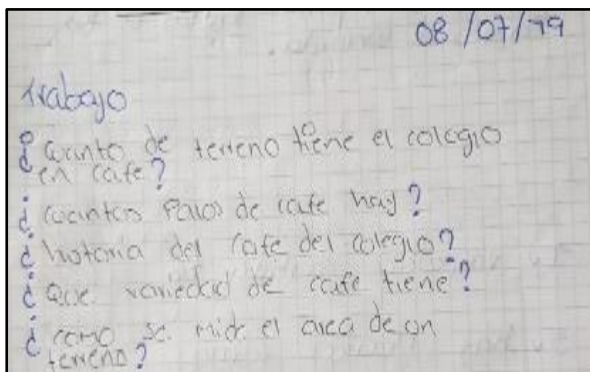 08/07/19
trabajo
¿cuanto de terreno tiene el colegio
en cafe?
¿cuantos Palos de cafe hay?
¿historia del cafe del colegio?
¿Que variedad de cafe tiene?
¿como se mide el area de un
terreno?